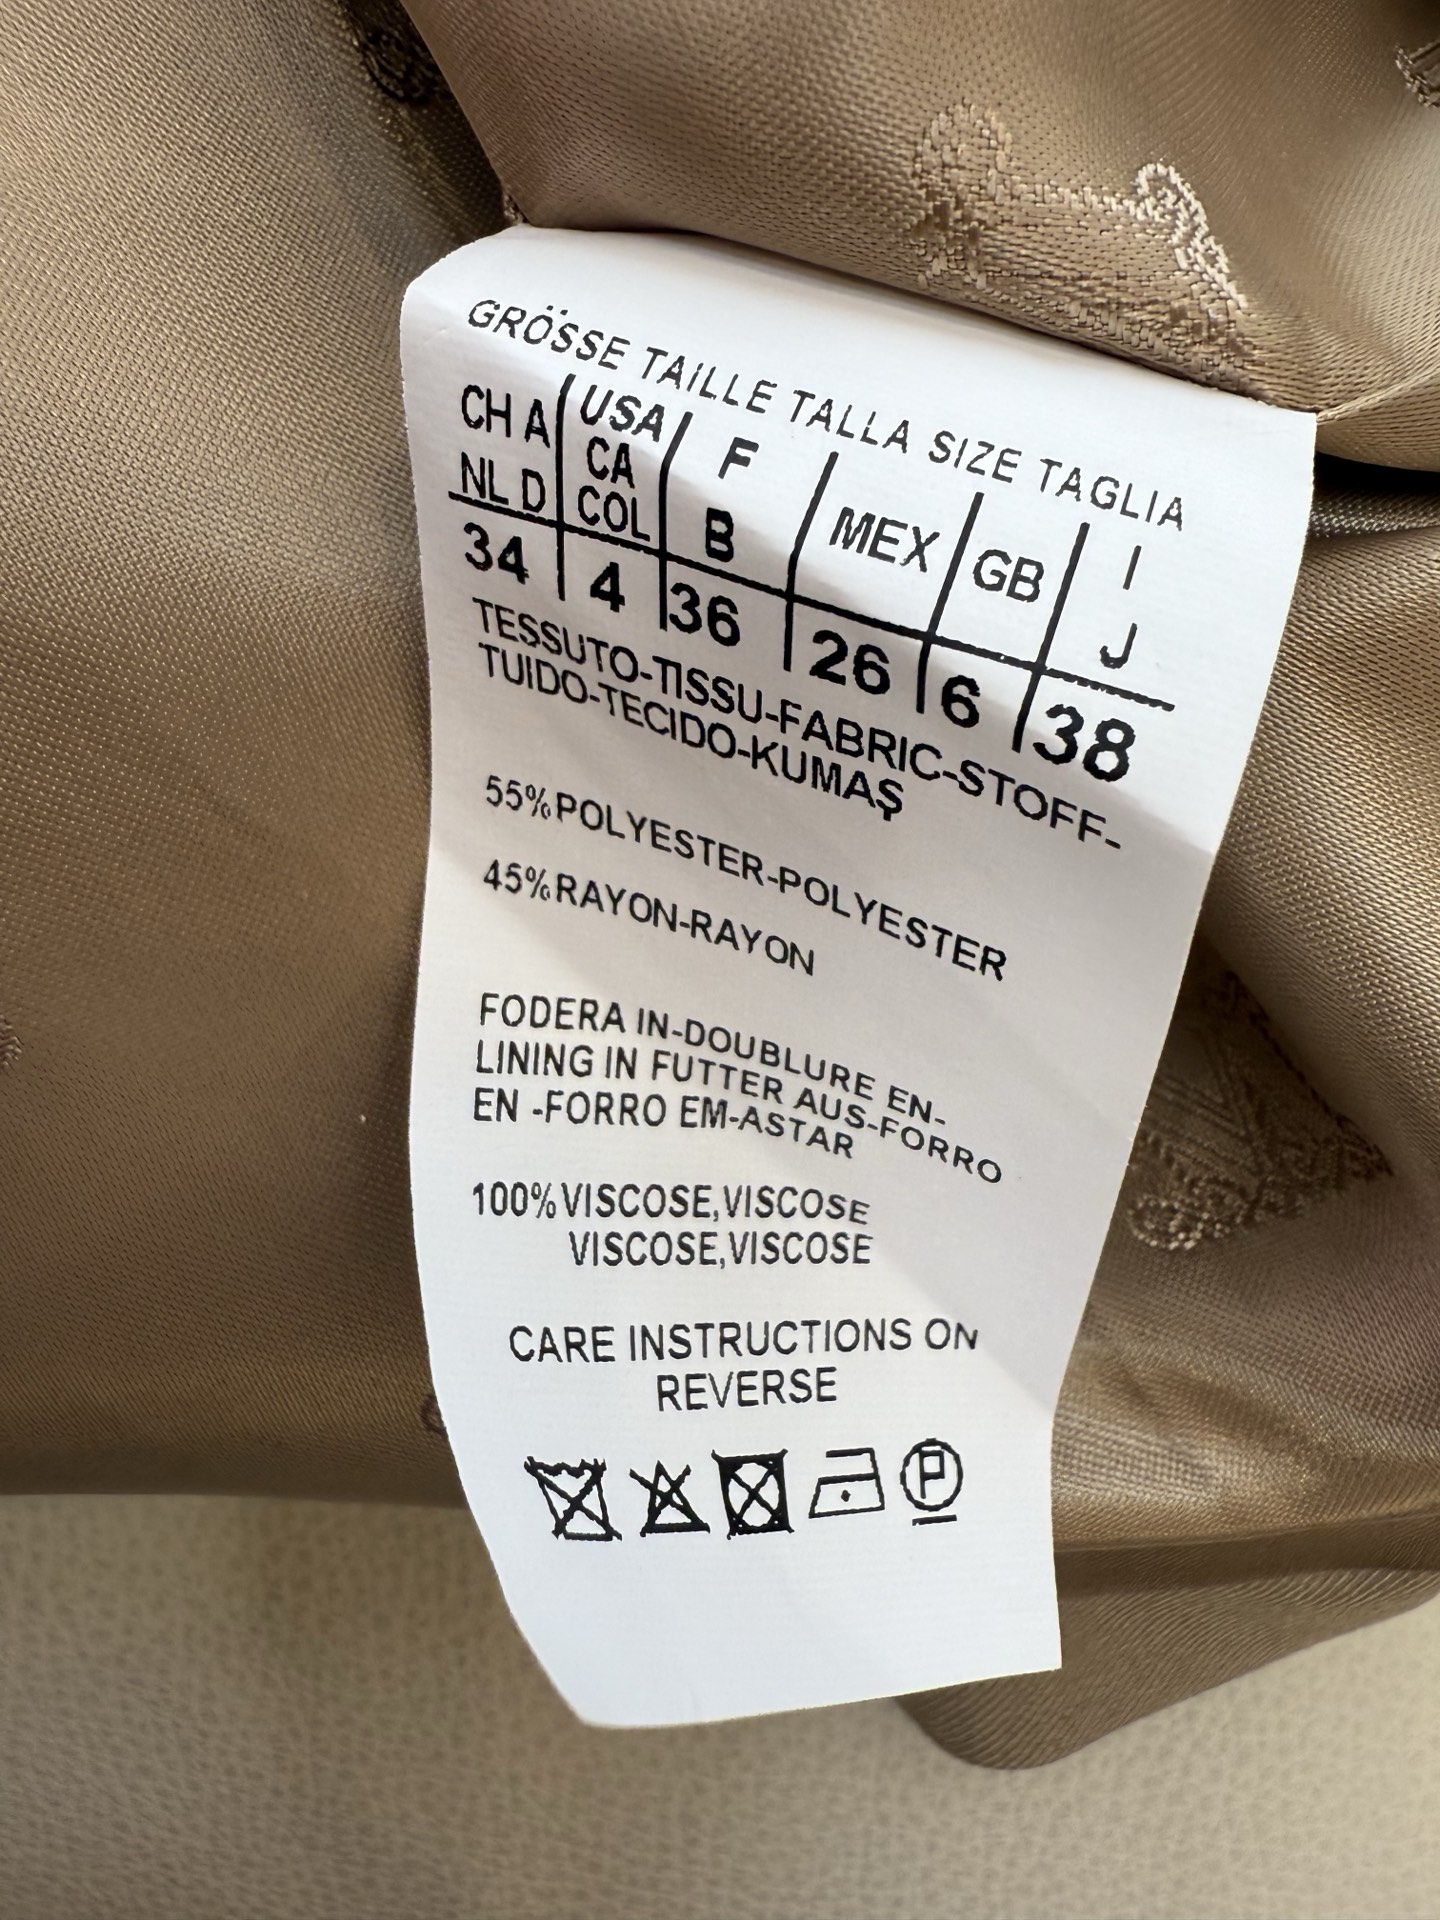 GRÖSSE TAILLE TALLA SIZE TAGLIA
CH A USA F MEX GB I
NL D CA B J
COL
34 4 36 26 6 38
TESSUTO-TISSU-FABRIC-STOFF-
TUIDO-TECIDO-KUMAŞ
55%POLYESTER-POLYESTER
45%RAYON-RAYON
FODERA IN-DOUBLURE EN-
LINING IN FUTTER AUS-FORRO
EN -FORRO EM-ASTAR
100%VISCOSE,VISCOSE
VISCOSE,VISCOSE
CARE INSTRUCTIONS ON
REVERSE
P